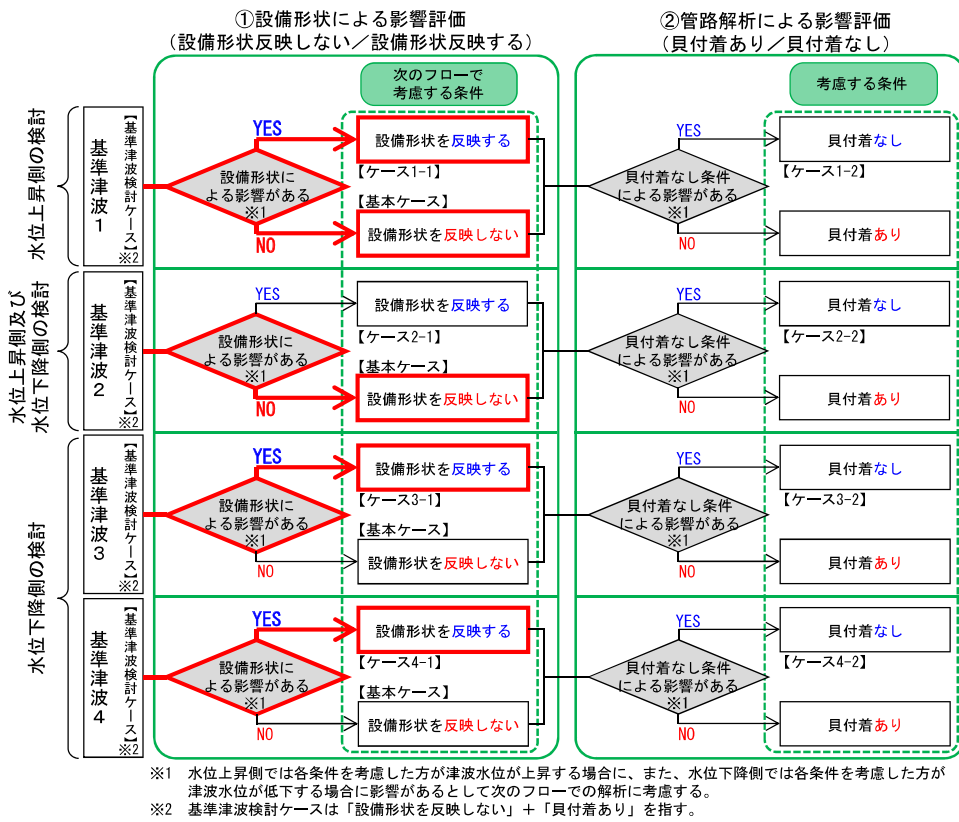 ①設備形状による影響評価
(設備形状反映しない／設備形状反映する)
②管路解析による影響評価
(貝付着あり／貝付着なし)
次のフローで
考慮する条件
考慮する条件
水位上昇側の検討
基準津波1
【基準津波検討ケース】※2
設備形状に
よる影響がある
※1
YES
設備形状を反映する
【ケース1-1】
【基本ケース】
NO
設備形状を反映しない
貝付着なし条件
による影響がある
※1
YES
貝付着なし
【ケース1-2】
NO
貝付着あり
水位上昇側及び
水位下降側の検討
基準津波2
【基準津波検討ケース】※2
設備形状に
よる影響がある
※1
YES
設備形状を反映する
【ケース2-1】
【基本ケース】
NO
設備形状を反映しない
貝付着なし条件
による影響がある
※1
YES
貝付着なし
【ケース2-2】
NO
貝付着あり
水位下降側の検討
基準津波3
【基準津波検討ケース】※2
設備形状に
よる影響がある
※1
YES
設備形状を反映する
【ケース3-1】
【基本ケース】
NO
設備形状を反映しない
貝付着なし条件
による影響がある
※1
YES
貝付着なし
【ケース3-2】
NO
貝付着あり
基準津波4
【基準津波検討ケース】※2
設備形状に
よる影響がある
※1
YES
設備形状を反映する
【ケース4-1】
【基本ケース】
NO
設備形状を反映しない
貝付着なし条件
による影響がある
※1
YES
貝付着なし
【ケース4-2】
NO
貝付着あり
※1 水位上昇側では各条件を考慮した方が津波水位が上昇する場合に、また、水位下降側では各条件を考慮した方が
津波水位が低下する場合に影響があるとして次のフローでの解析に考慮する。
※2 基準津波検討ケースは「設備形状を反映しない」＋「貝付着あり」を指す。